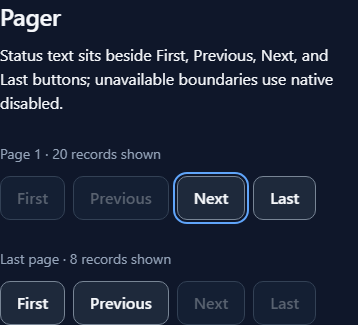 Pager
Status text sits beside First, Previous, Next, and
Last buttons; unavailable boundaries use native
disabled.
Page 1 · 20 records shown
First Previous Next Last
Last page · 8 records shown
First Previous Next Last